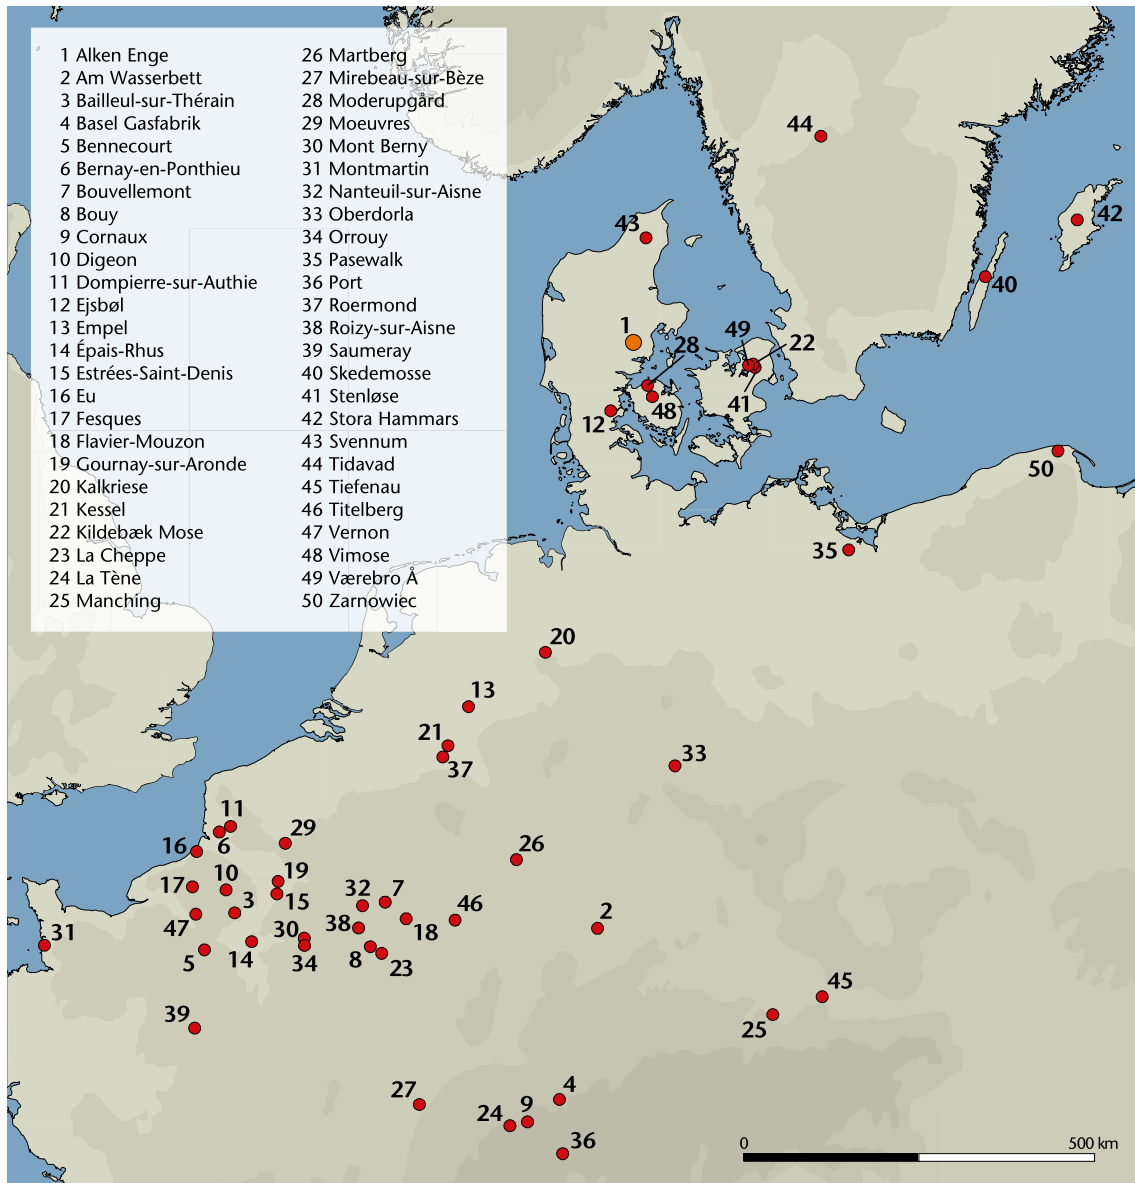 1 Alken Enge
2 Am Wasserbett
3 Bailleul-sur-Thérain
4 Basel Gasfabrik
5 Bennecourt
6 Bernay-en-Ponthieu
7 Bouvellemont
8 Bouy
9 Cornaux
10 Digeon
11 Dompierre-sur-Authie
12 Ejsbøl
13 Empel
14 Épais-Rhus
15 Estrées-Saint-Denis
16 Eu
17 Fesques
18 Flavier-Mouzon
19 Gournay-sur-Aronde
20 Kalkriese
21 Kessel
22 Kildebæk Mose
23 La Cheppe
24 La Tène
25 Manching
26 Martberg
27 Mirebeau-sur-Bèze
28 Moderupgård
29 Moeuvres
30 Mont Berny
31 Montmartin
32 Nanteuil-sur-Aisne
33 Oberdorla
34 Orrouy
35 Pasewalk
36 Port
37 Roermond
38 Roizy-sur-Aisne
39 Saumeray
40 Skedemosse
41 Stenløse
42 Stora Hammars
43 Svennum
44 Tidavad
45 Tiefenau
46 Titelberg
47 Vernon
48 Vimose
49 Værebro Å
50 Zarnowiec
44
42
43
40
1
49
22
28
41
48
12
50
35
20
13
21
37
33
11
29
16
6
26
19
17
10
15
32
7
3
46
2
47
38
18
31
30
5
14
34
8
23
45
39
25
27
4
9
24
36
0
500 km